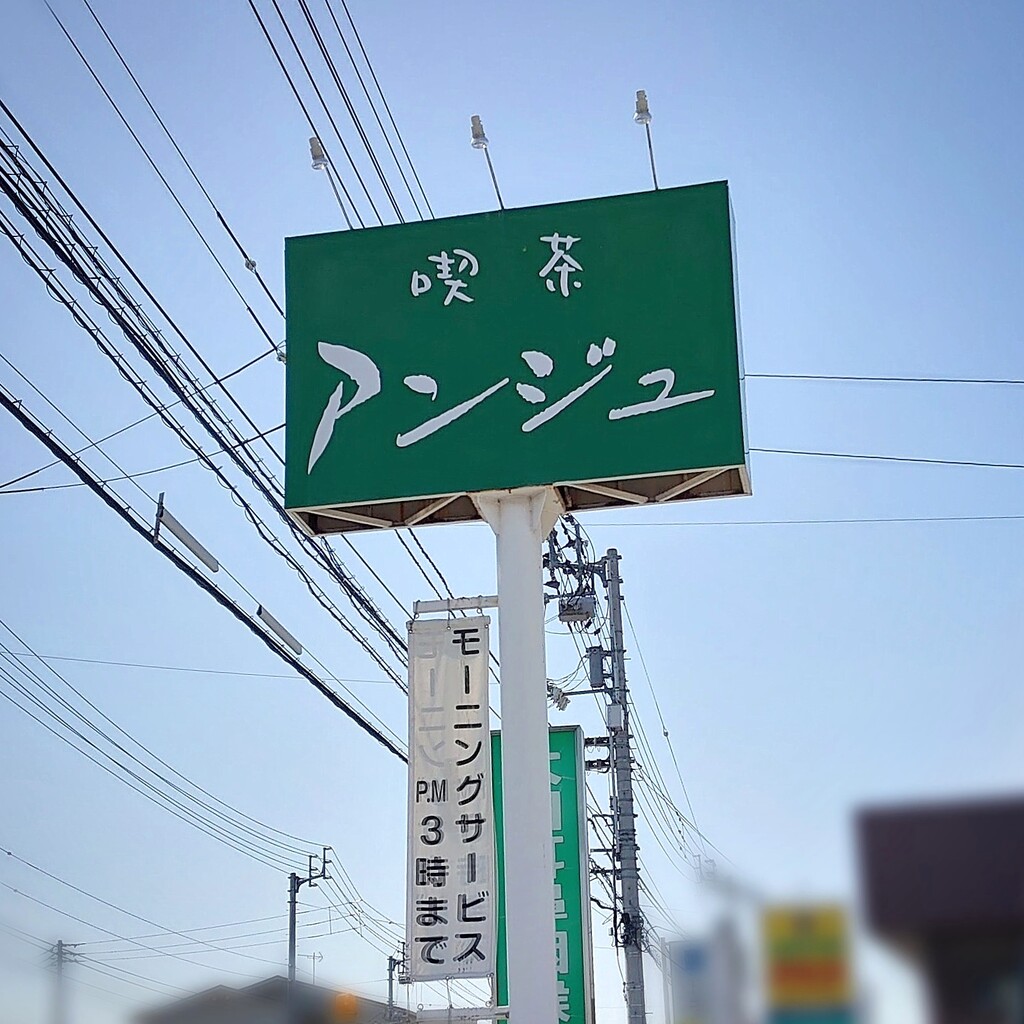 喫茶
アンジュ
モーニングサービス
P.M3時まで